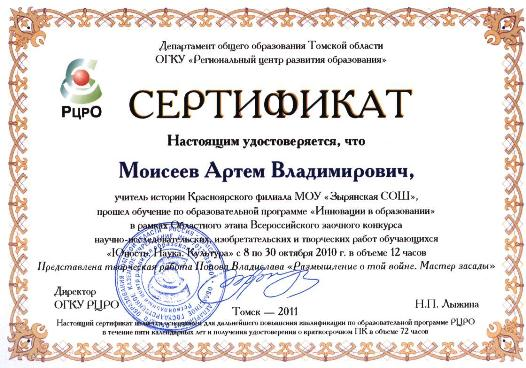 Департамент общего образования Томской области
ОГКУ «Региональный центр развития образования»
РЦРО
СЕРТИФИКАТ
Настоящим удостоверяется, что
Моисеев Артем Владимирович,
учитель истории Красноярского филиала МОУ «Зырянская СОШ»,
прошел обучение по образовательной программе «Инновации в образовании»
в рамках Областного этапа Всероссийского заочного конкурса
научно-исследовательских, изобретательских и творческих работ обучающихся
«Юность, Наука, Культура» с 8 по 30 октября 2010 г. в объеме 12 часов
Представлена творческая работа Попова Владислава «Размышление о той войне. Мастер засады»
Директор
ОГКУ РЦРО
Н.П. Лыжина
Томск – 2011
Настоящий сертификат является основанием для дальнейшего повышения квалификации по образовательной программе РЦРО
в течение пяти календарных лет и получения удостоверения о краткосрочном ПК в объеме 72 часов